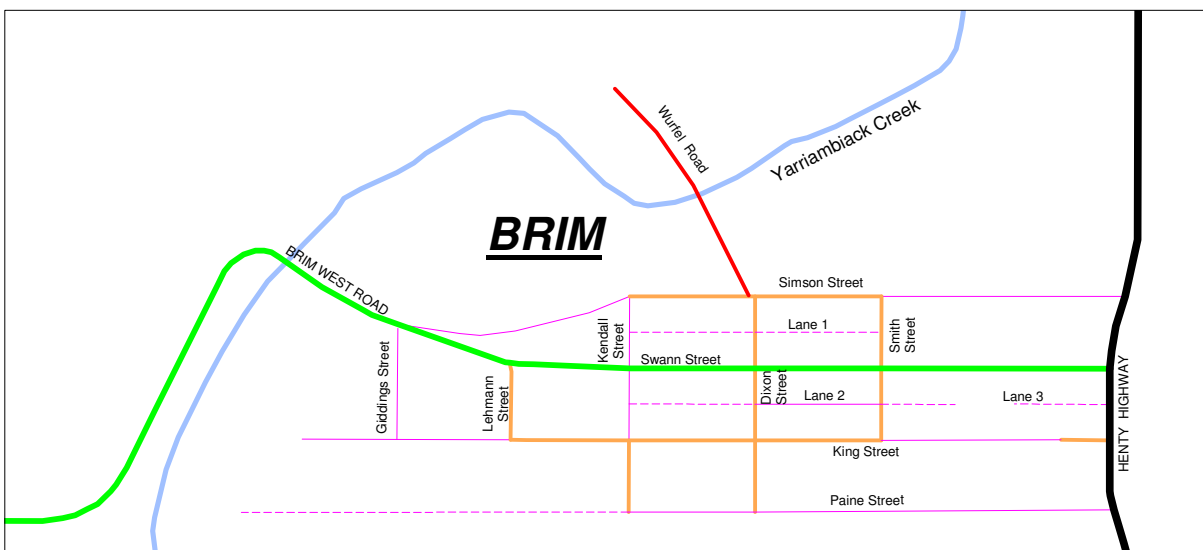 Wurfel Road
Yarriambiack Creek
BRIM
BRIM WEST ROAD
Simson Street
Lane 1
Kendall
Street
Smith
Street
Swann Street
Giddings Street
Lehmann
Street
Dixon
Street
Lane 2
Lane 3
HENTY HIGHWAY
King Street
Paine Street